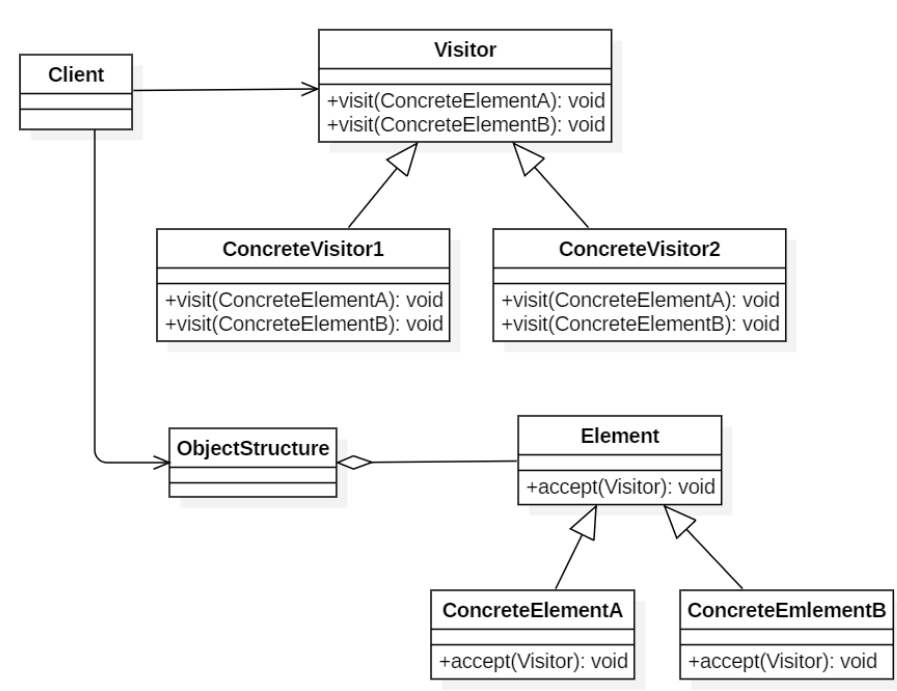 Client
Visitor
+visit(ConcreteElementA): void
+visit(ConcreteElementB): void
ConcreteVisitor1
+visit(ConcreteElementA): void
+visit(ConcreteElementB): void
ConcreteVisitor2
+visit(ConcreteElementA): void
+visit(ConcreteElementB): void
ObjectStructure
Element
+accept(Visitor): void
ConcreteElementA
+accept(Visitor): void
ConcreteEmlementB
+accept(Visitor): void